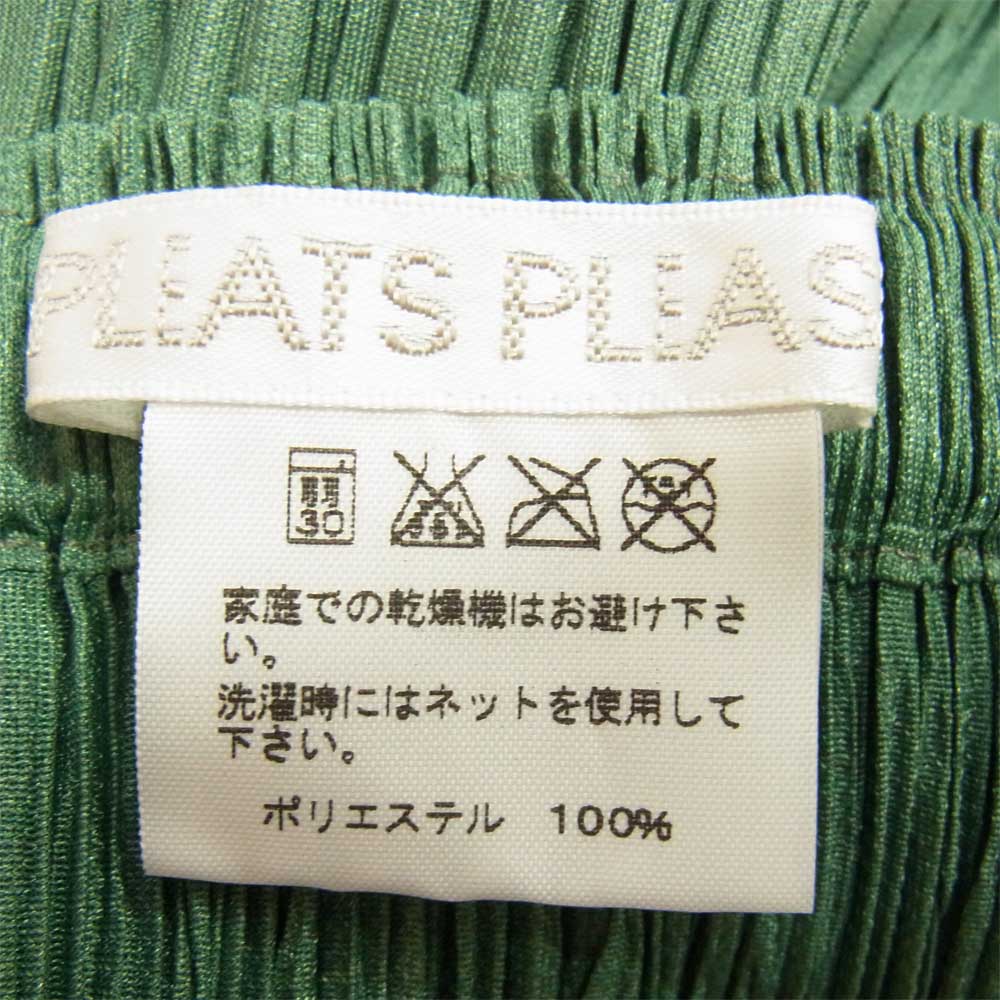 PLEATS PLEAS
弱
30
家庭での乾燥機はお避け下さ
い。
洗濯時にはネットを使用して
下さい。
ポリエステル 100%